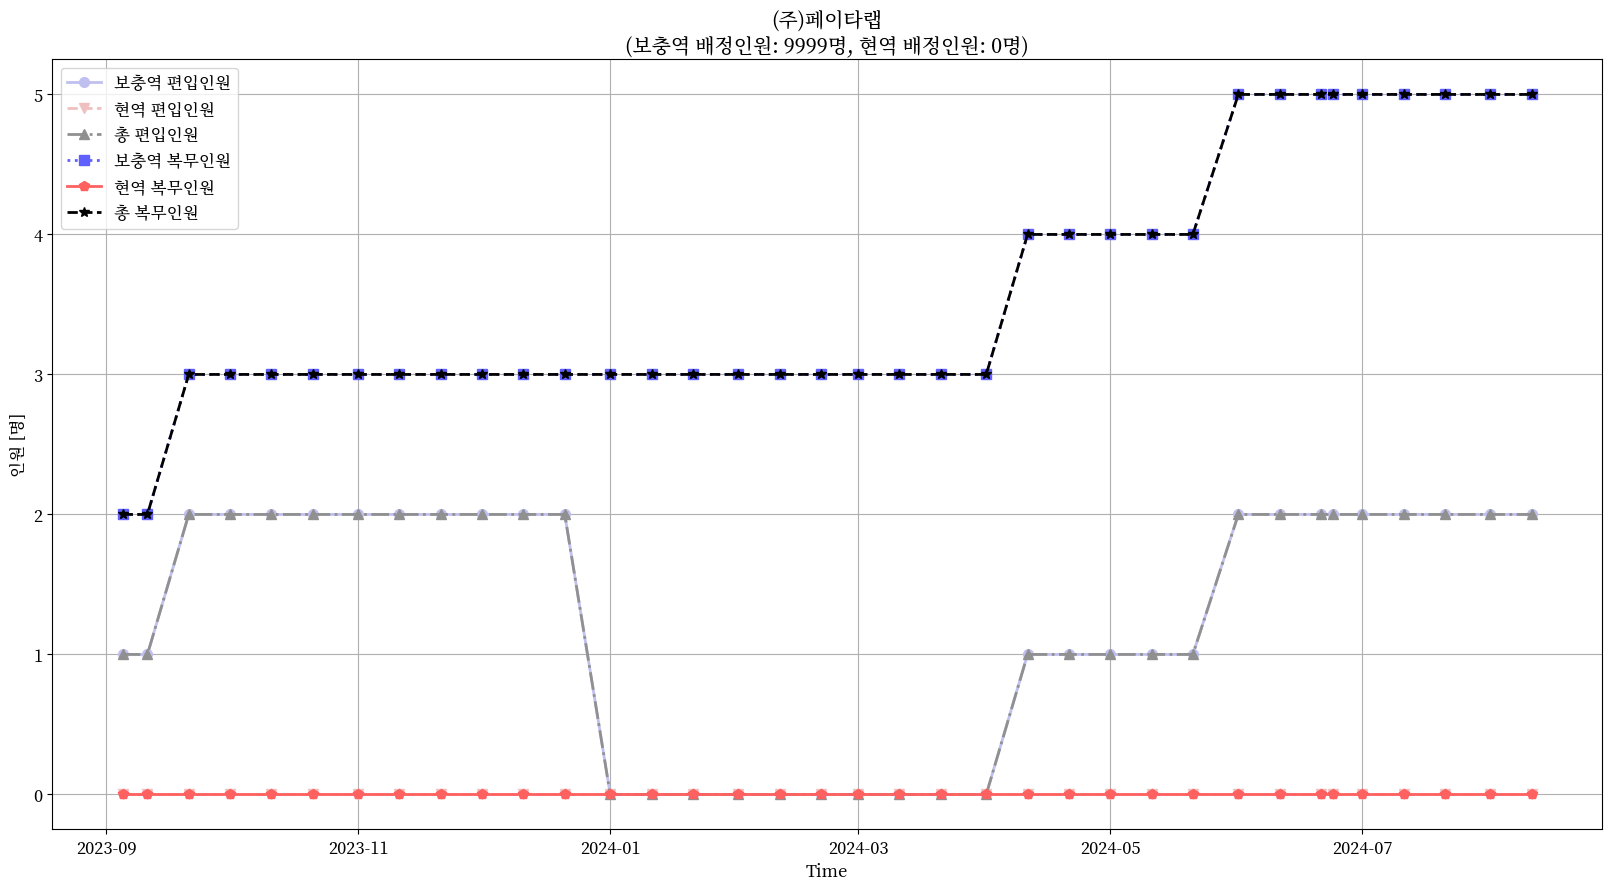 (주)페이타랩
(보충역 배정인원: 9999명, 현역 배정인원: 0명)
보충역 편입인원
현역 편입인원
총 편입인원
보충역 복무인원
현역 복무인원
총 복무인원
인원 [명]
5
4
3
2
1
0
2023-09
2023-11
2024-01
2024-03
2024-05
2024-07
Time